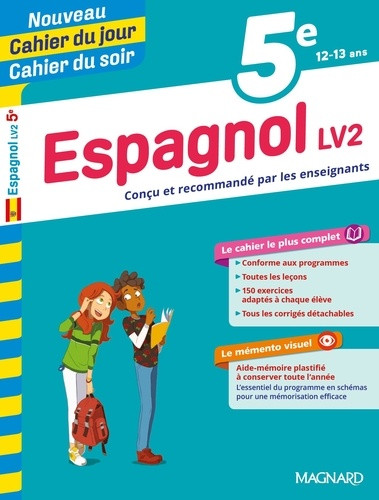 Nouveau
Cahier du jour
Cahier du soir
5e
12-13 ans
Espagnol LV2 5e
Espagnol LV2
Conçu et recommandé par les enseignants
Le cahier le plus complet
Conforme aux programmes
Toutes les leçons
150 exercices
adaptés à chaque élève
Tous les corrigés détachables
Le mémento visuel
Aide-mémoire plastifié
à conserver toute l'année
L'essentiel du programme en schémas
pour une mémorisation efficace
MAGNARD